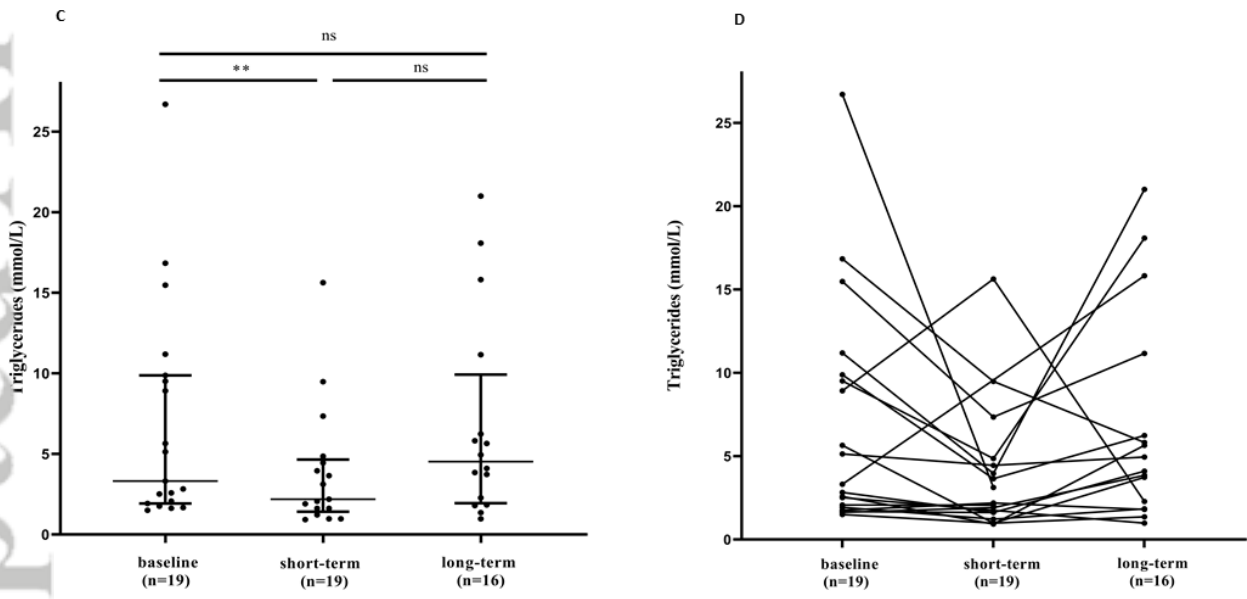 C
D
ns
** ns
25
20
15
10
5
0
Triglycerides (mmol/L)
baseline short-term long-term
(n=19) (n=19) (n=16)
25
20
15
10
5
0
Triglycerides (mmol/L)
baseline short-term long-term
(n=19) (n=19) (n=16)